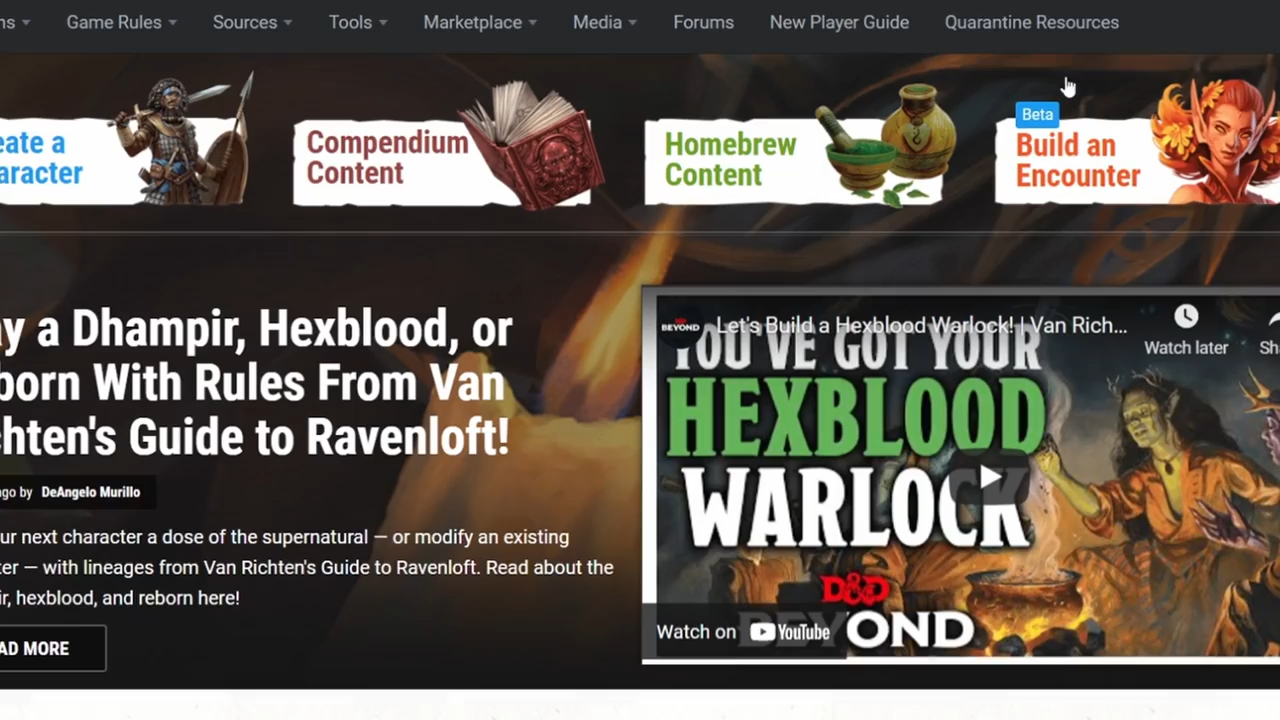 ns Game Rules Sources Tools Marketplace Media Forums New Player Guide Quarantine Resources
eate a
aracter
Compendium
Content
Homebrew
Content
Beta
Build an
Encounter
ay a Dhampir, Hexblood, or
born With Rules From Van
chten's Guide to Ravenloft!
ago by DeAngelo Murillo
ur next character a dose of the supernatural — or modify an existing
ter — with lineages from Van Richten's Guide to Ravenloft. Read about the
ir, hexblood, and reborn here!
AD MORE
BEYOND
Let's Build a Hexblood Warlock! | Van Rich...
Watch later
Sh
YOU'VE GOT YOUR
HEXBLOOD
WARLOCK
D&D
BEYOND
Watch on YouTube